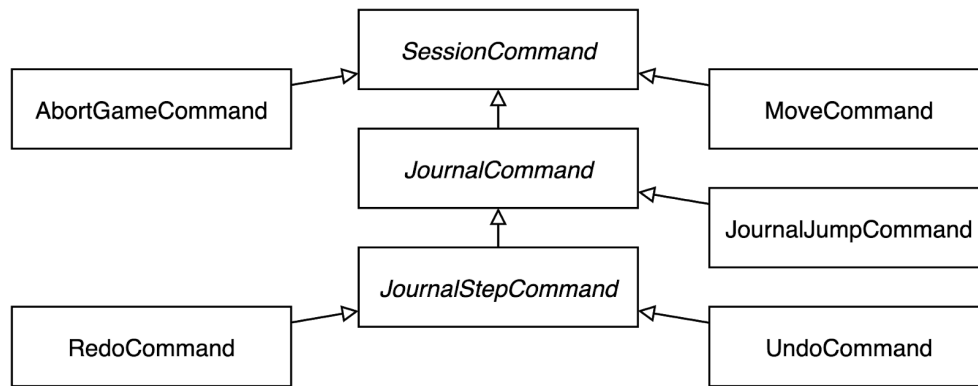 SessionCommand
AbortGameCommand
MoveCommand
JournalCommand
JournalJumpCommand
JournalStepCommand
RedoCommand
UndoCommand